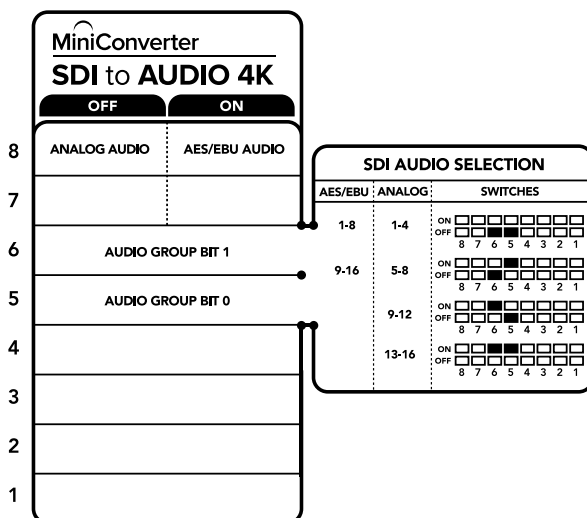 MiniConverter
SDI to AUDIO 4K
OFF ON
8 ANALOG AUDIO AES/EBU AUDIO
7
6 AUDIO GROUP BIT 1
5 AUDIO GROUP BIT 0
4
3
2
1
SDI AUDIO SELECTION
AES/EBU ANALOG SWITCHES
1-8 1-4 ON
OFF
8 7 6 5 4 3 2 1
9-16 5-8 ON
OFF
8 7 6 5 4 3 2 1
9-12 ON
OFF
8 7 6 5 4 3 2 1
13-16 ON
OFF
8 7 6 5 4 3 2 1